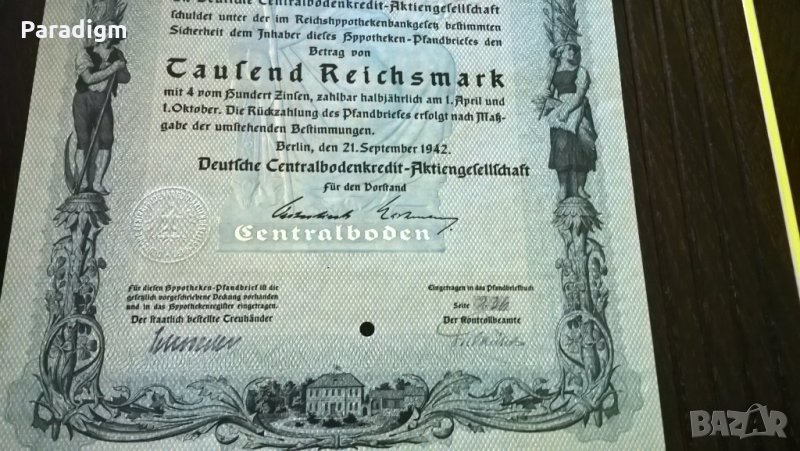 Paradigm
Die Deutsche Centralbodenkredit-Aktiengesellschaft
schuldet unter der im Reichshypothekenbankgesetz bestimmten
Sicherheit dem Inhaber dieses Hypotheken-Pfandbriefes den
Betrag von
Tausend Reichsmark
mit 4 vom Hundert Zinsen, zahlbar halbjährlich am 1. April und
1. Oktober. Die Rückzahlung des Pfandbriefes erfolgt nach Maß-
gabe der umstehenden Bestimmungen.
Berlin, den 21. September 1942.
Deutsche Centralbodenkredit-Aktiengesellschaft
Für den Vorstand
Centralboden
Für diesen Hypotheken-Pfandbrief ist die
gesetzlich vorgeschriebene Deckung vorhanden
und in das Hypothekenregister eingetragen.
Der staatlich bestellte Treuhänder
Eingetragen in das Pfandbriefbuch
Seite 226
Der Kontrollbeamte
BAZAR